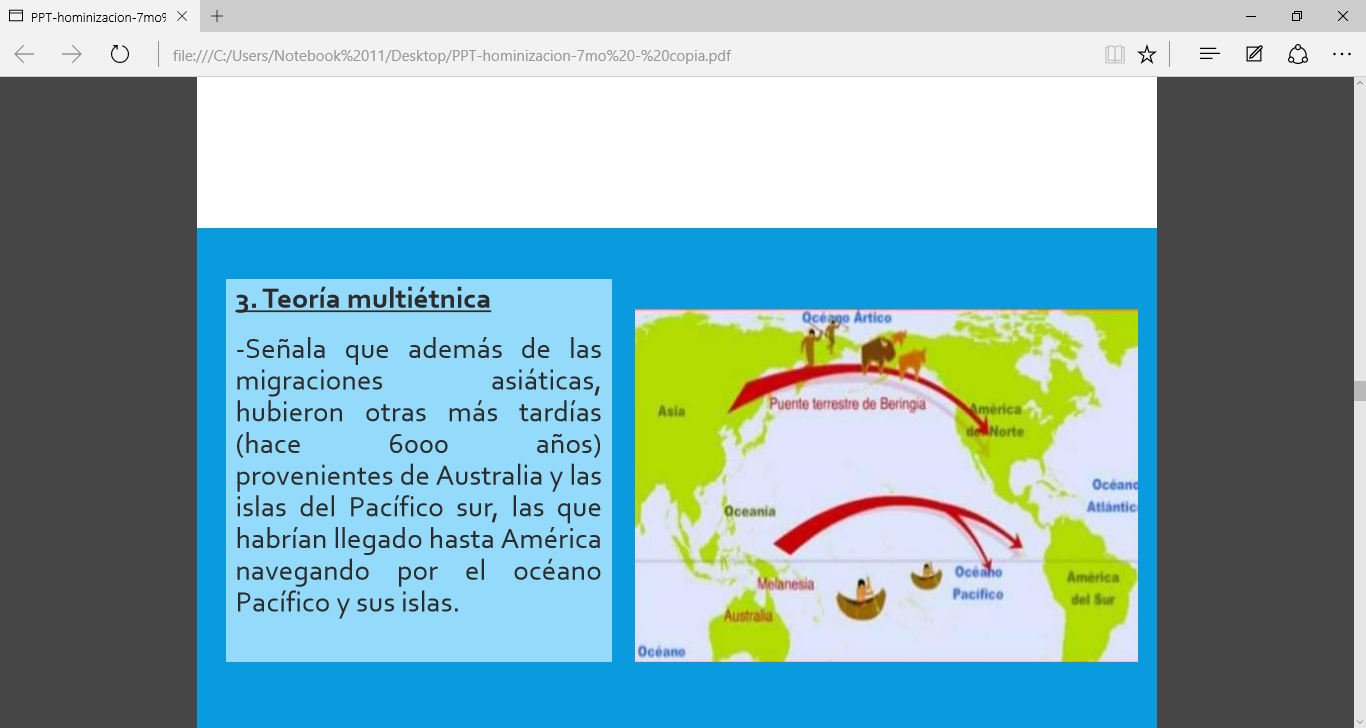 PPT-hominizacion-7mo%
file:///C:/Users/Notebook%2011/Desktop/PPT-hominizacion-7mo%20-%20copia.pdf
3. Teoría multiétnica
-Señala que además de las
migraciones asiáticas,
hubieron otras más tardías
(hace 6000 años)
provenientes de Australia y las
islas del Pacífico sur, las que
habrían llegado hasta América
navegando por el océano
Pacífico y sus islas.
Océano Ártico
Asia
Puente terrestre de Beringia
América
del Norte
Océano
Atlántic
Oceanía
Melanesia
Australia
Océano
Pacífico
América
del Sur
Océano